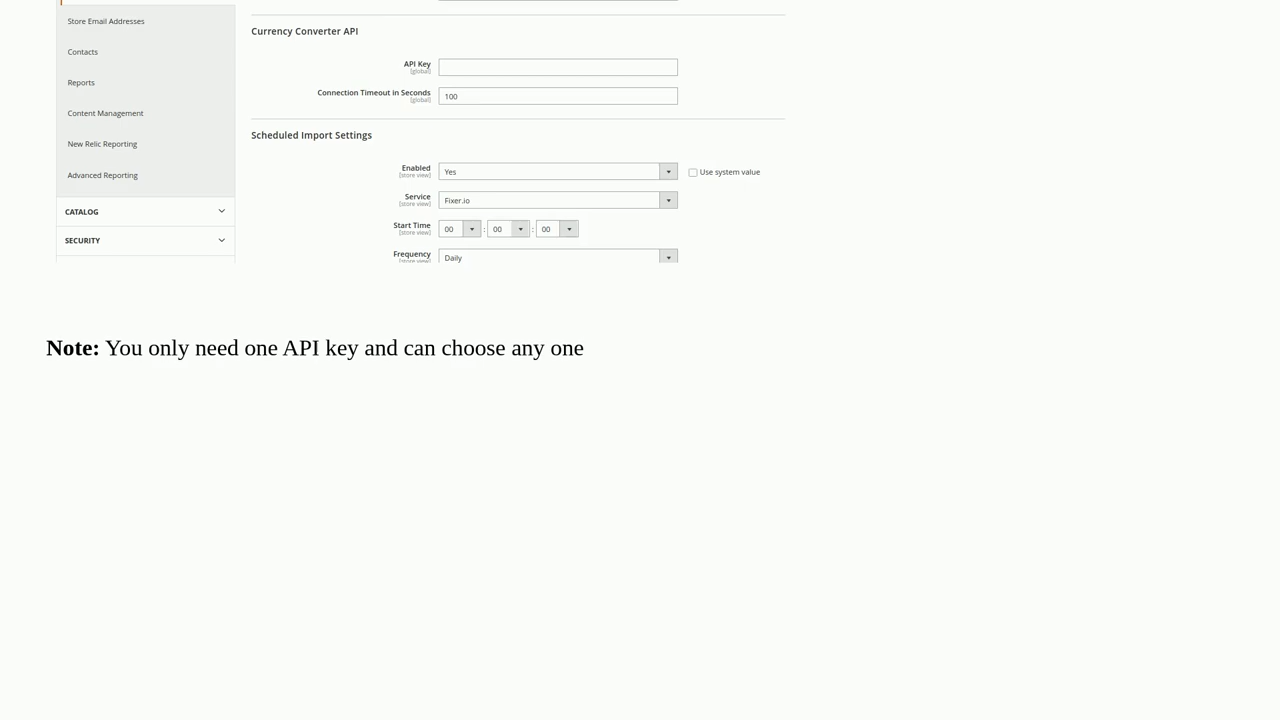 Store Email Addresses
Contacts
Reports
Content Management
New Relic Reporting
Advanced Reporting
CATALOG
SECURITY
Currency Converter API
API Key
[global]
Connection Timeout in Seconds
[global]
100
Scheduled Import Settings
Enabled
[store view]
Yes
Use system value
Service
[store view]
Fixer.io
Start Time
[store view]
00 : 00 : 00
Frequency
[store view]
Daily
Note: You only need one API key and can choose any one